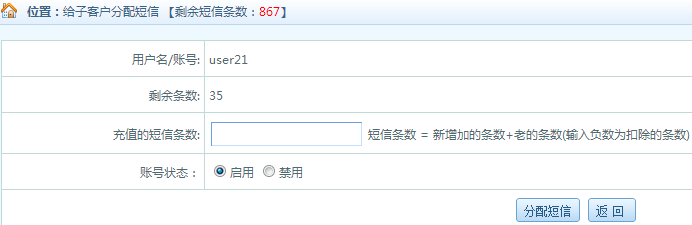 位置：给子客户分配短信 【剩余短信条数：867】
用户名/账号: user21
剩余条数: 35
充值的短信条数: 短信条数 = 新增加的条数+老的条数(输入负数为扣除的条数)
账号状态： 启用 禁用
分配短信 返 回